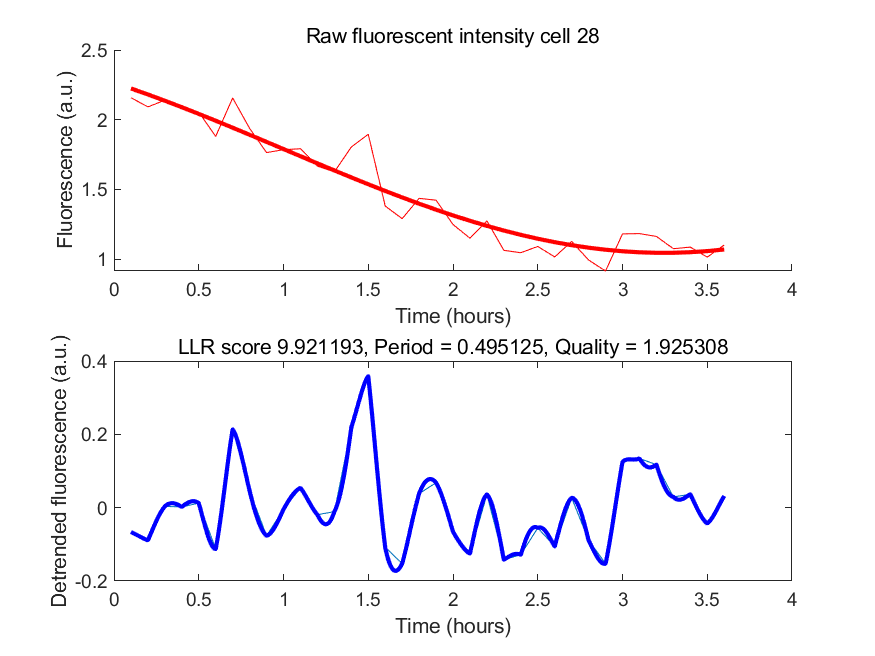 Raw fluorescent intensity cell 28
2.5
2
1.5
1
Fluorescence (a.u.)
0 0.5 1 1.5 2 2.5 3 3.5 4
Time (hours)
LLR score 9.921193, Period = 0.495125, Quality = 1.925308
0.4
0.2
0
-0.2
Detrended fluorescence (a.u.)
0 0.5 1 1.5 2 2.5 3 3.5 4
Time (hours)